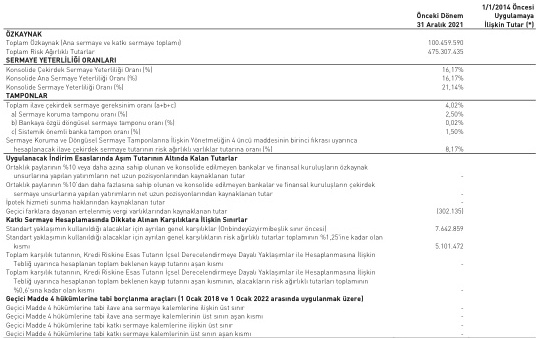 1/1/2014 Öncesi
Önceki Dönem Uygulamaya
31 Aralık 2021 İlişkin Tutar (*)
ÖZKAYNAK
Toplam Özkaynak (Ana sermaye ve katkı sermaye toplamı) 100.459.590
Toplam Risk Ağırlıklı Tutarlar 475.307.435
SERMAYE YETERLİLİĞİ ORANLARI
Konsolide Çekirdek Sermaye Yeterliliği Oranı (%) 16,17%
Konsolide Ana Sermaye Yeterliliği Oranı (%) 16,17%
Konsolide Sermaye Yeterliliği Oranı (%) 21,14%
TAMPONLAR
Toplam ilave çekirdek sermaye gereksinim oranı (a+b+c) 4,02%
a) Sermaye koruma tamponu oranı (%) 2,50%
b) Bankaya özgü döngüsel sermaye tamponu oranı (%) 0,02%
c) Sistemik önemli banka tampon oranı (%) 1,50%
Sermaye Koruma ve Döngüsel Sermaye Tamponlarına İlişkin Yönetmeliğin 4 üncü maddesinin birinci fıkrası uyarınca
hesaplanacak ilave çekirdek sermaye tutarının risk ağırlıklı varlıklar tutarına oranı (%) 8,17%
Uygulanacak İndirim Esaslarında Aşım Tutarının Altında Kalan Tutarlar
Ortaklık paylarının %10 veya daha azına sahip olunan ve konsolide edilmeyen bankalar ve finansal kuruluşların özkaynak
unsurlarına yapılan yatırımların net uzun pozisyonlarından kaynaklanan tutar -
Ortaklık paylarının %10'dan daha fazlasına sahip olunan ve konsolide edilmeyen bankalar ve finansal kuruluşların çekirdek
sermaye unsurlarına yapılan yatırımların net uzun pozisyonlarından kaynaklanan tutar -
İpotek hizmeti sunma haklarından kaynaklanan tutar -
Geçici farklara dayanan ertelenmiş vergi varlıklarından kaynaklanan tutar (302.135)
Katkı Sermaye Hesaplamasında Dikkate Alınan Karşılıklara İlişkin Sınırlar
Standart yaklaşımın kullanıldığı alacaklar için ayrılan genel karşılıklar (Onbindeyüzyirmibeşlik sınır öncesi) 7.642.859
Standart yaklaşımın kullanıldığı alacaklar için ayrılan genel karşılıkların risk ağırlıklı tutarlar toplamının %1,25'ine kadar olan
kısmı 5.101.472
Toplam karşılık tutarının, Kredi Riskine Esas Tutarın İçsel Derecelendirmeye Dayalı Yaklaşımlar ile Hesaplanmasına İlişkin
Tebliğ uyarınca hesaplanan toplam beklenen kayıp tutarını aşan kısmı -
Toplam karşılık tutarının, Kredi Riskine Esas Tutarın İçsel Derecelendirmeye Dayalı Yaklaşımlar ile Hesaplanmasına İlişkin
Tebliğ uyarınca hesaplanan toplam beklenen kayıp tutarını aşan kısmının, alacakların risk ağırlıklı tutarları toplamının
%0,6'sına kadar olan kısmı -
Geçici Madde 4 hükümlerine tabi borçlanma araçları (1 Ocak 2018 ve 1 Ocak 2022 arasında uygulanmak üzere)
Geçici Madde 4 hükümlerine tabi ilave ana sermaye kalemlerine ilişkin üst sınır -
Geçici Madde 4 hükümlerine tabi ilave ana sermaye kalemlerinin üst sınırı aşan kısmı -
Geçici Madde 4 hükümlerine tabi katkı sermaye kalemlerine ilişkin üst sınır -
Geçici Madde 4 hükümlerine tabi katkı sermaye kalemlerinin üst sınırı aşan kısmı -